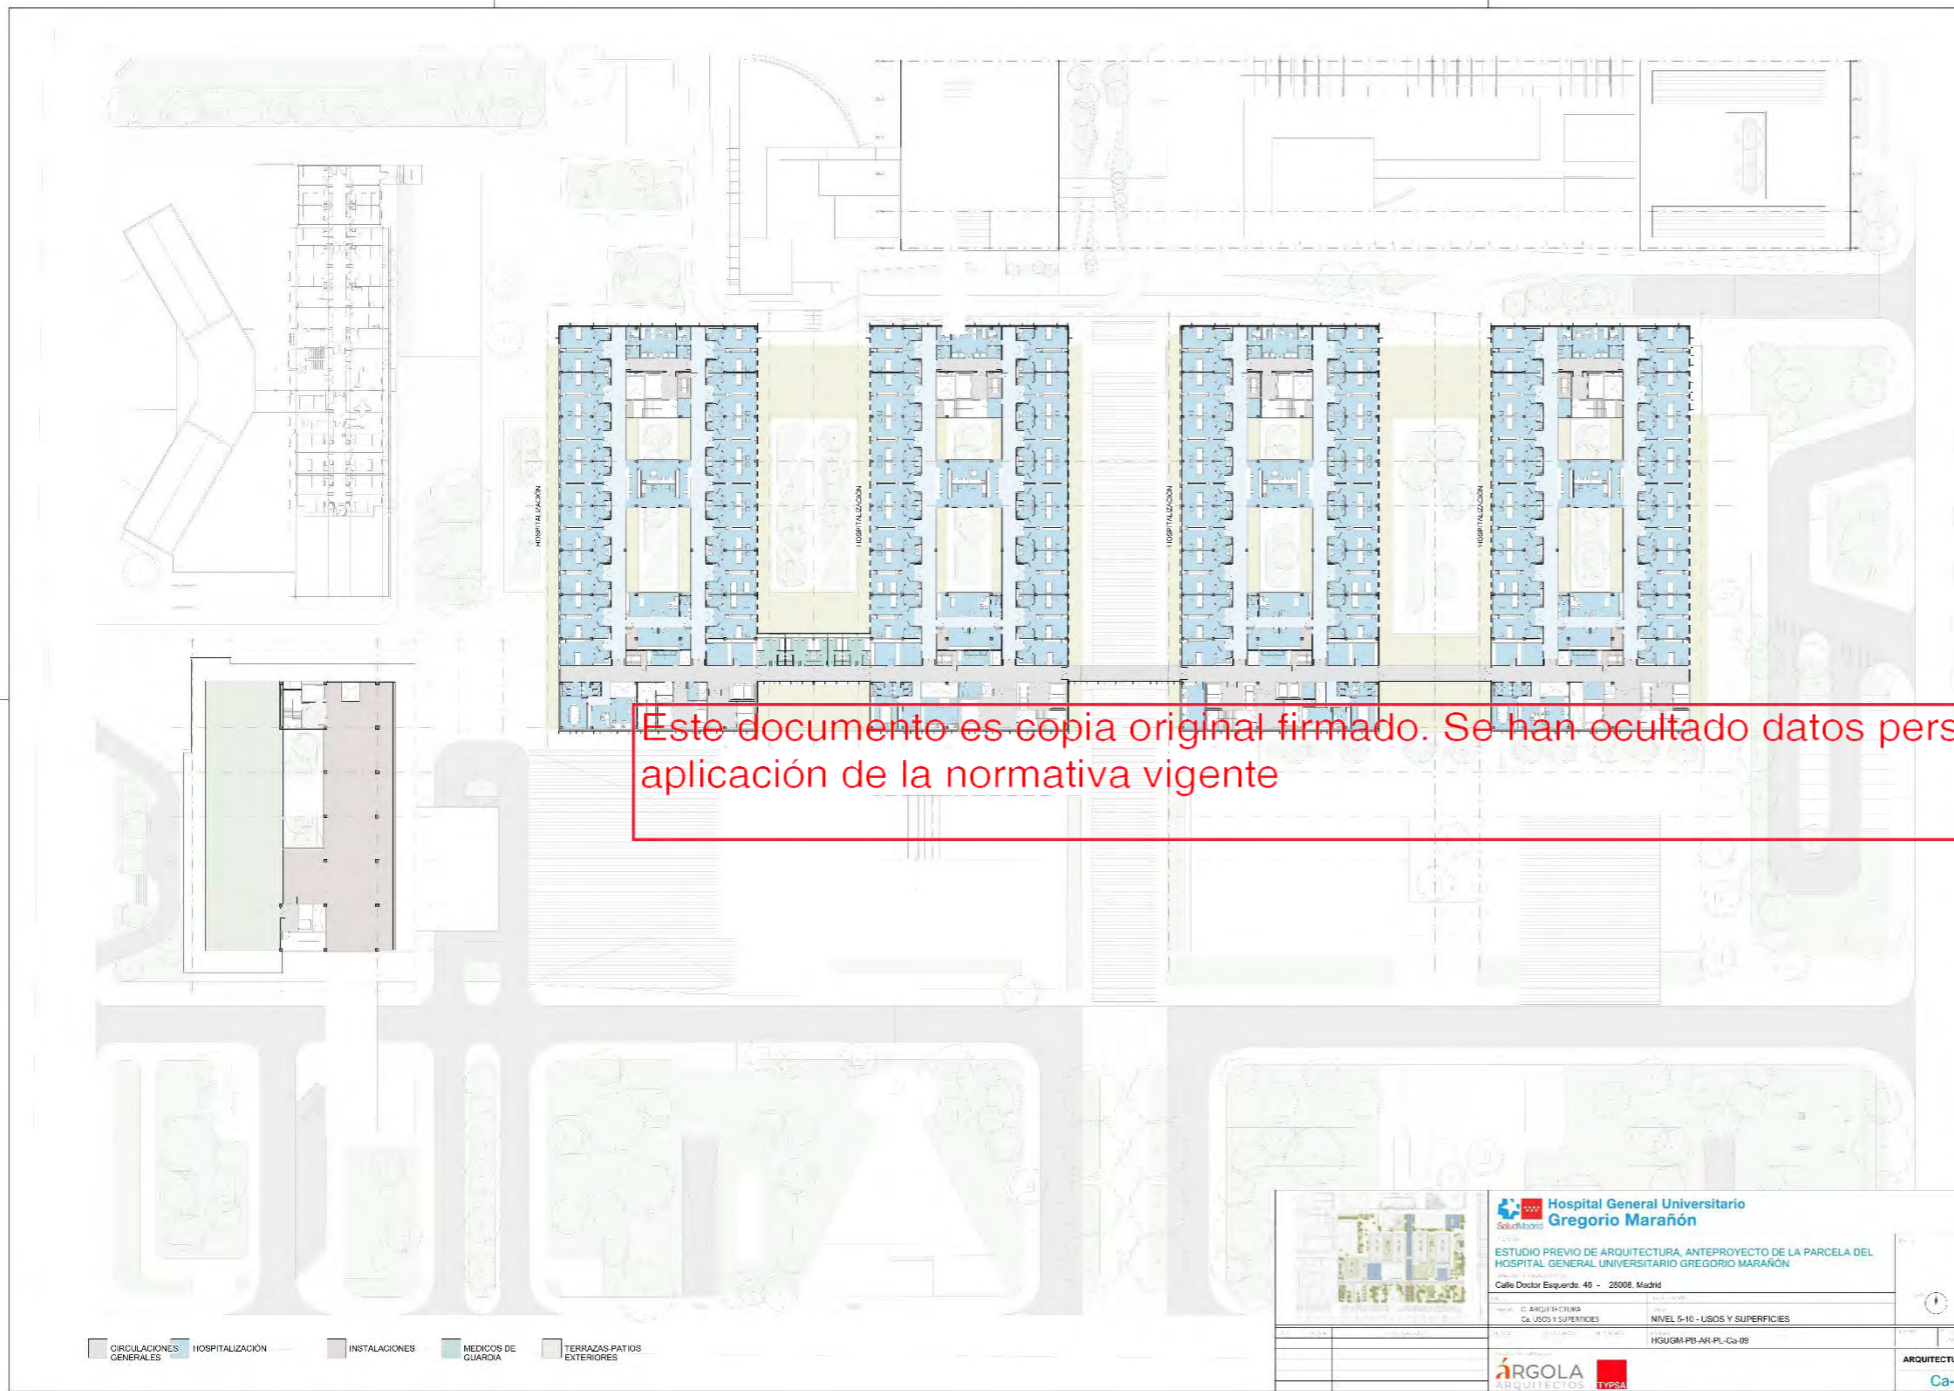 HOSPITALIZACIÓN
HOSPITALIZACIÓN
HOSPITALIZACIÓN
HOSPITALIZACIÓN
Este documento es copia original firmado. Se han ocultado datos pers
aplicación de la normativa vigente
CIRCULACIONES GENERALES
HOSPITALIZACIÓN
INSTALACIONES
MEDICOS DE GUARDIA
TERRAZAS-PATIOS EXTERIORES
SaludMadrid
Hospital General Universitario
Gregorio Marañón
ESTUDIO PREVIO DE ARQUITECTURA, ANTEPROYECTO DE LA PARCELA DEL
HOSPITAL GENERAL UNIVERSITARIO GREGORIO MARAÑÓN
Calle Doctor Esquerdo, 46 - 28008, Madrid
C. ARQUITECTURA
Ca. USOS Y SUPERFICIES
NIVEL 5-10 - USOS Y SUPERFICIES
HGUGM-PB-AR-PL-Ca-09
ÁRGOLA
ARQUITECTOS
TYPSA
ARQUITECTU
Ca-